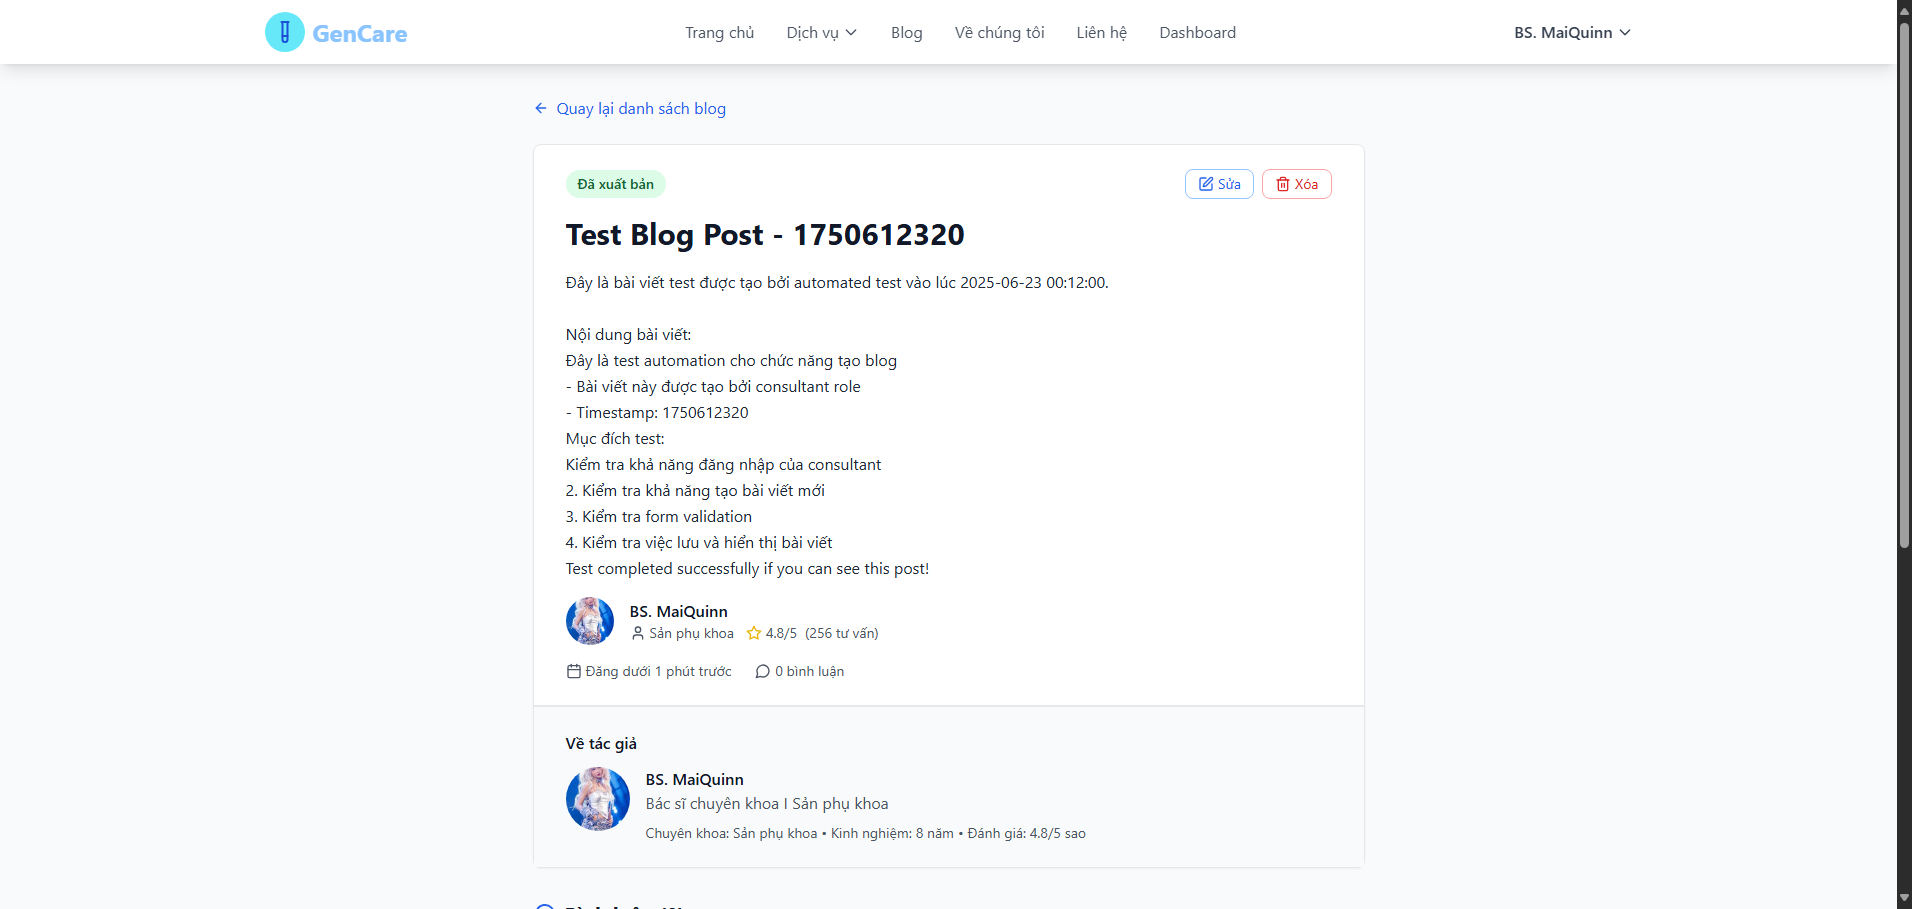 GenCare
Trang chủ
Dịch vụ
Blog
Về chúng tôi
Liên hệ
Dashboard
BS. MaiQuinn
Quay lại danh sách blog
Đã xuất bản
Sửa
Xóa
Test Blog Post - 1750612320
Đây là bài viết test được tạo bởi automated test vào lúc 2025-06-23 00:12:00.
Nội dung bài viết:
Đây là test automation cho chức năng tạo blog
- Bài viết này được tạo bởi consultant role
- Timestamp: 1750612320
Mục đích test:
Kiểm tra khả năng đăng nhập của consultant
2. Kiểm tra khả năng tạo bài viết mới
3. Kiểm tra form validation
4. Kiểm tra việc lưu và hiển thị bài viết
Test completed successfully if you can see this post!
BS. MaiQuinn
Sản phụ khoa 4.8/5 (256 tư vấn)
Đăng dưới 1 phút trước 0 bình luận
Về tác giả
BS. MaiQuinn
Bác sĩ chuyên khoa I Sản phụ khoa
Chuyên khoa: Sản phụ khoa • Kinh nghiệm: 8 năm • Đánh giá: 4.8/5 sao